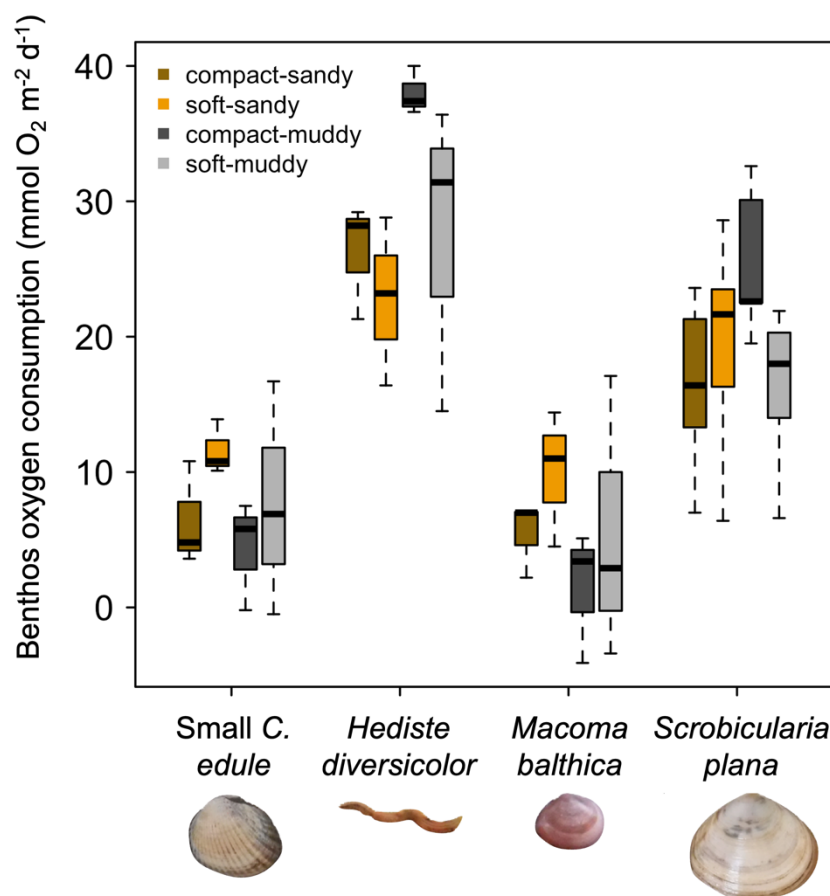 Benthos oxygen consumption (mmol O₂ m⁻² d⁻¹)
40
30
20
10
0
compact-sandy
soft-sandy
compact-muddy
soft-muddy
Small C. edule
Hediste diversicolor
Macoma balthica
Scrobicularia plana